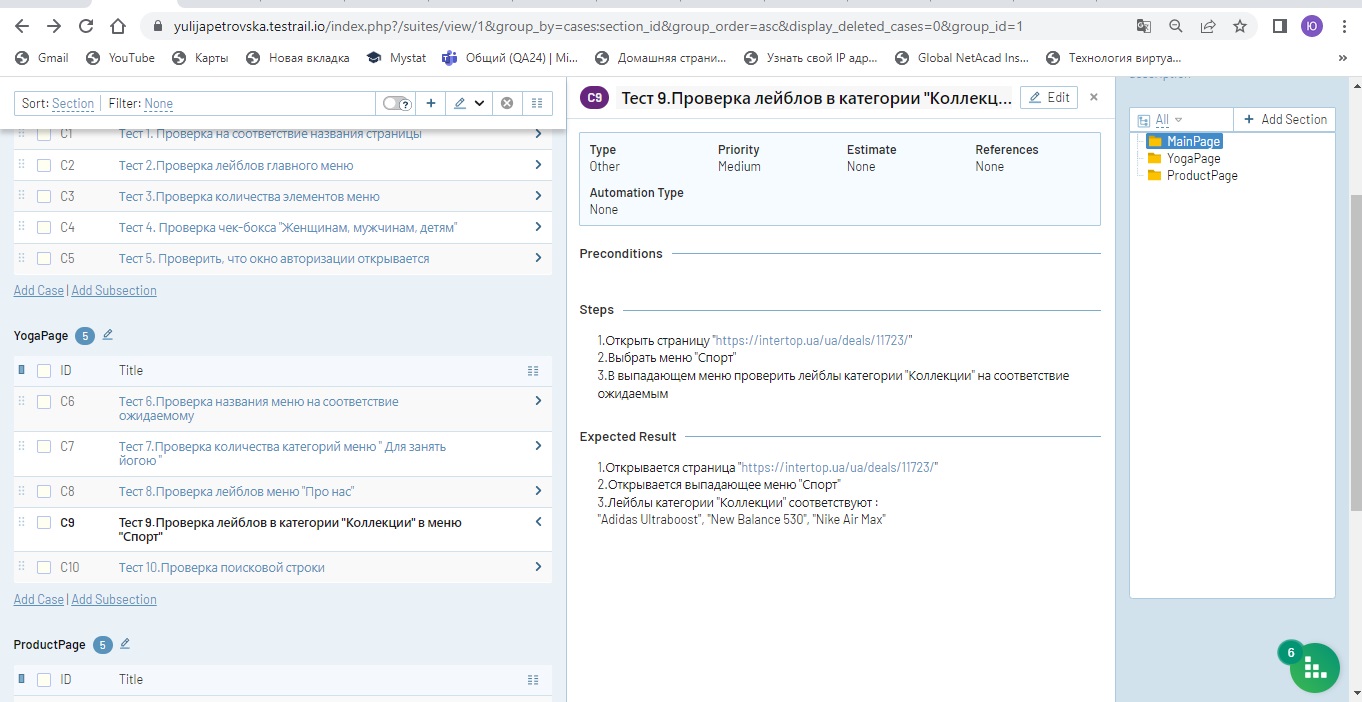 yulijapetrovska.testrail.io/index.php?/suites/view/1&group_by=cases:section_id&group_order=asc&display_deleted_cases=0&group_id=1
Ю
Gmail
YouTube
Карты
Новая вкладка
Mystat
Общий (QA24) | Mi...
Домашняя страни...
Узнать свой IP адр...
Global NetAcad Ins...
Технология виртуа...
»
Sort: Section | Filter: None
C1 Тест 1. Проверка на соответствие названия страницы
C2 Тест 2.Проверка лейблов главного меню
C3 Тест 3.Проверка количества элементов меню
C4 Тест 4. Проверка чек-бокса "Женщинам, мужчинам, детям"
C5 Тест 5. Проверить, что окно авторизации открывается
Add Case | Add Subsection
YogaPage 5
ID Title
C6 Тест 6.Проверка названия меню на соответствие
ожидаемому
C7 Тест 7.Проверка количества категорий меню " Для занять
йогою "
C8 Тест 8.Проверка лейблов меню "Про нас"
C9 Тест 9.Проверка лейблов в категории "Коллекции" в меню
"Спорт"
C10 Тест 10.Проверка поисковой строки
Add Case | Add Subsection
ProductPage 5
ID Title
C9 Тест 9.Проверка лейблов в категории "Коллекц...
Edit
Type Priority Estimate References
Other Medium None None
Automation Type
None
Preconditions
Steps
1.Открыть страницу "https://intertop.ua/ua/deals/11723/"
2.Выбрать меню "Спорт"
3.В выпадающем меню проверить лейблы категории "Коллекции" на соответствие
ожидаемым
Expected Result
1.Открывается страница "https://intertop.ua/ua/deals/11723/"
2.Открывается выпадающее меню "Спорт"
3.Лейблы категории "Коллекции" соответствуют :
"Adidas Ultraboost", "New Balance 530", "Nike Air Max"
All
+ Add Section
MainPage
YogaPage
ProductPage
6